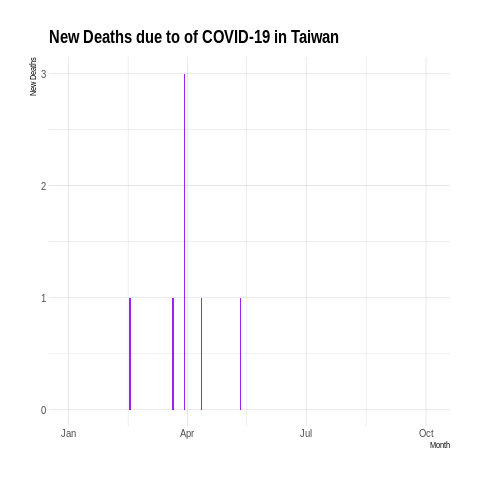 New Deaths due to of COVID-19 in Taiwan
New Deaths
3
2
1
0
Jan Apr Jul Oct
Month